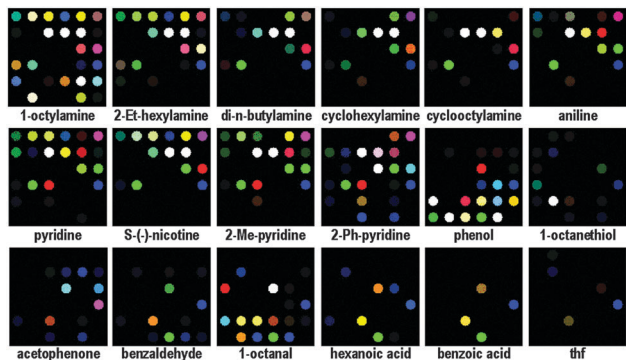 1-octylamine 2-Et-hexylamine di-n-butylamine cyclohexylamine cyclooctylamine aniline
pyridine S-(-)-nicotine 2-Me-pyridine 2-Ph-pyridine phenol 1-octanethiol
acetophenone benzaldehyde 1-octanal hexanoic acid benzoic acid thf